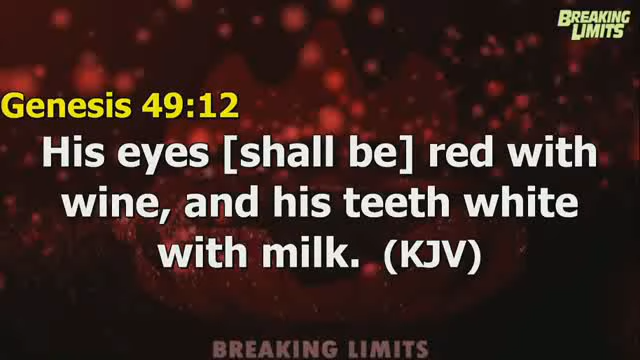 BREAKING
LIMITS
Genesis 49:12
His eyes [shall be] red with
wine, and his teeth white
with milk. (KJV)
BREAKING LIMITS